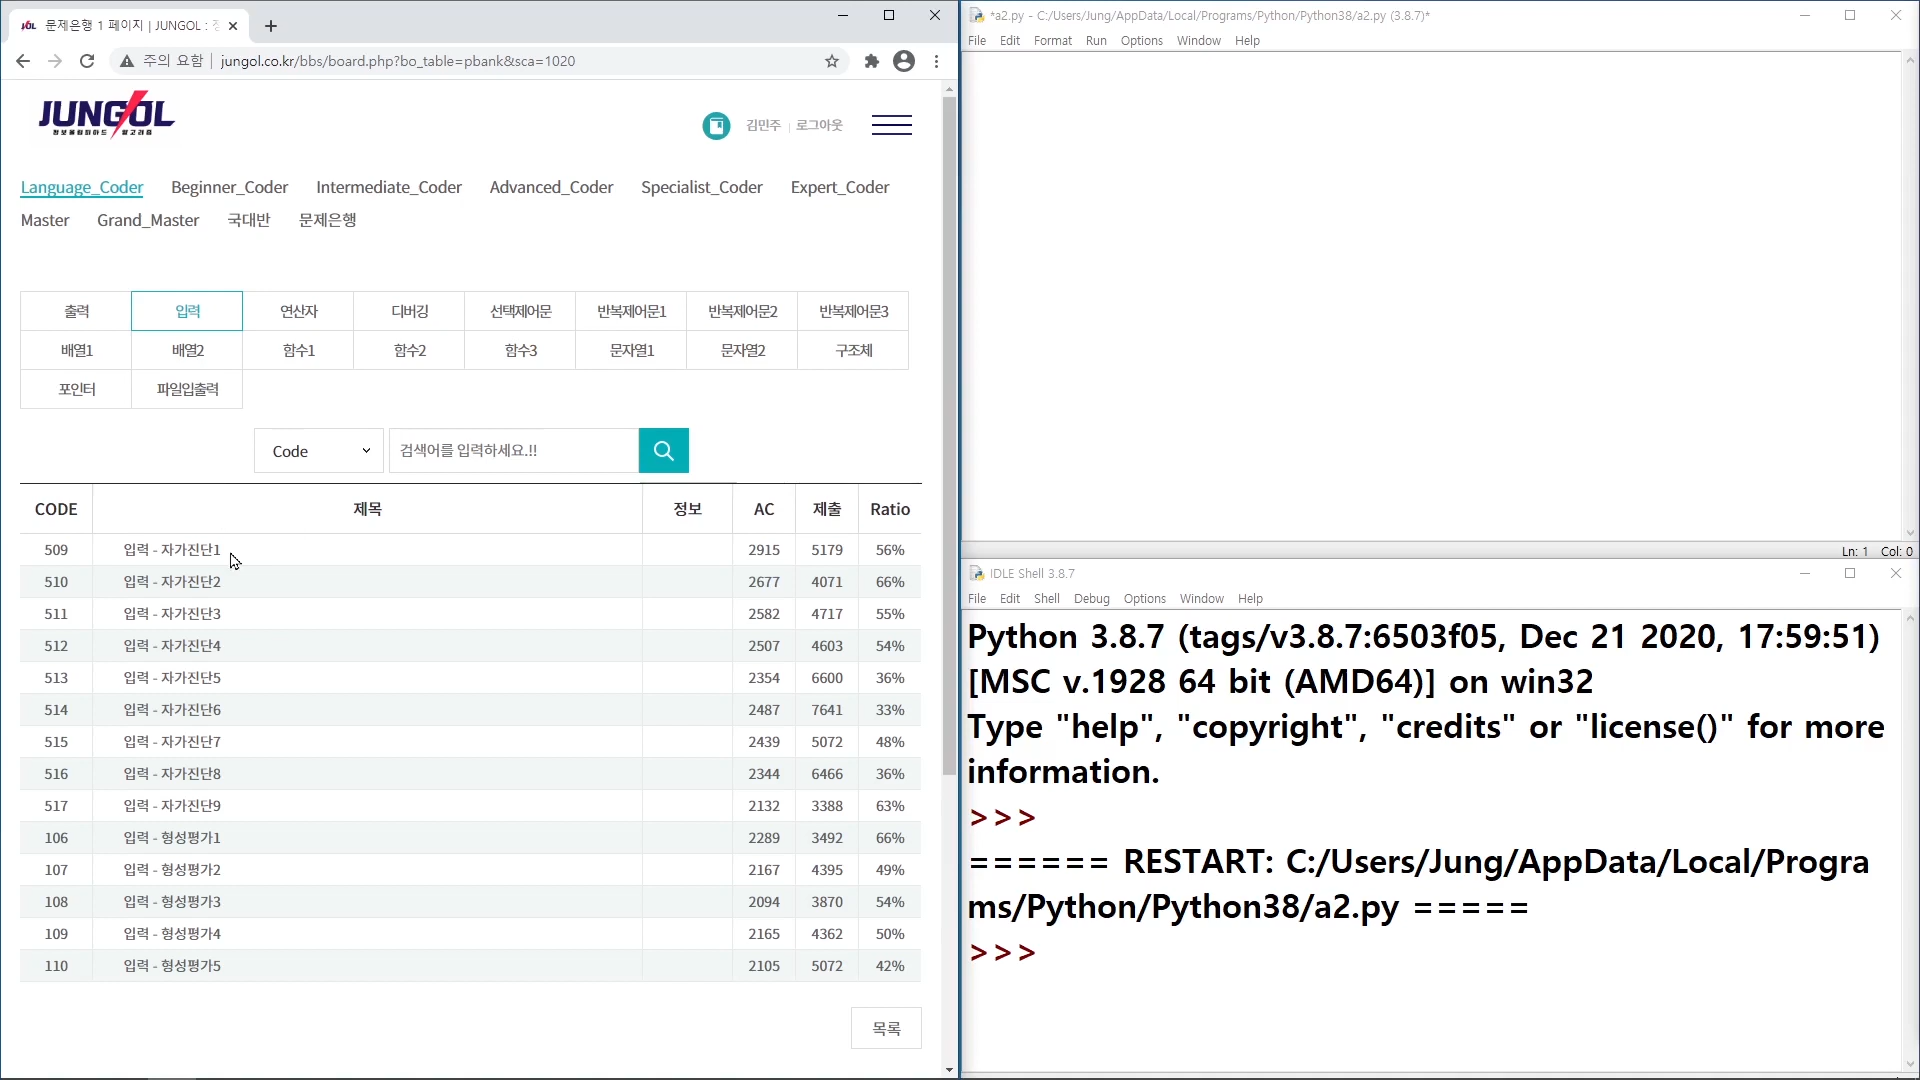 문제은행 1 페이지 | JUNGOL :
주의 요함 | jungol.co.kr/bbs/board.php?bo_table=pbank&sca=1020
JUNGOL
정보올림피아드 알고리즘
김민주 | 로그아웃
Language_Coder Beginner_Coder Intermediate_Coder Advanced_Coder Specialist_Coder Expert_Coder
Master Grand_Master 국대반 문제은행
출력 입력 연산자 디버깅 선택제어문 반복제어문1 반복제어문2 반복제어문3
배열1 배열2 함수1 함수2 함수3 문자열1 문자열2 구조체
포인터 파일입출력
Code 검색어를 입력하세요.!!
CODE 제목 정보 AC 제출 Ratio
509 입력 - 자가진단1 2915 5179 56%
510 입력 - 자가진단2 2677 4071 66%
511 입력 - 자가진단3 2582 4717 55%
512 입력 - 자가진단4 2507 4603 54%
513 입력 - 자가진단5 2354 6600 36%
514 입력 - 자가진단6 2487 7641 33%
515 입력 - 자가진단7 2439 5072 48%
516 입력 - 자가진단8 2344 6466 36%
517 입력 - 자가진단9 2132 3388 63%
106 입력 - 형성평가1 2289 3492 66%
107 입력 - 형성평가2 2167 4395 49%
108 입력 - 형성평가3 2094 3870 54%
109 입력 - 형성평가4 2165 4362 50%
110 입력 - 형성평가5 2105 5072 42%
목록
*a2.py - C:/Users/Jung/AppData/Local/Programs/Python/Python38/a2.py (3.8.7)*
File Edit Format Run Options Window Help
Ln: 1 Col: 0
IDLE Shell 3.8.7
File Edit Shell Debug Options Window Help
Python 3.8.7 (tags/v3.8.7:6503f05, Dec 21 2020, 17:59:51)
[MSC v.1928 64 bit (AMD64)] on win32
Type "help", "copyright", "credits" or "license()" for more
information.
>>>
====== RESTART: C:/Users/Jung/AppData/Local/Progra
ms/Python/Python38/a2.py =====
>>>